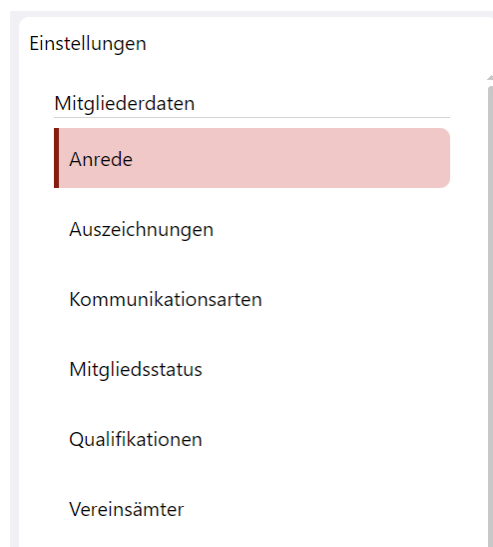 Einstellungen
Mitgliederdaten
Anrede
Auszeichnungen
Kommunikationsarten
Mitgliedsstatus
Qualifikationen
Vereinsämter